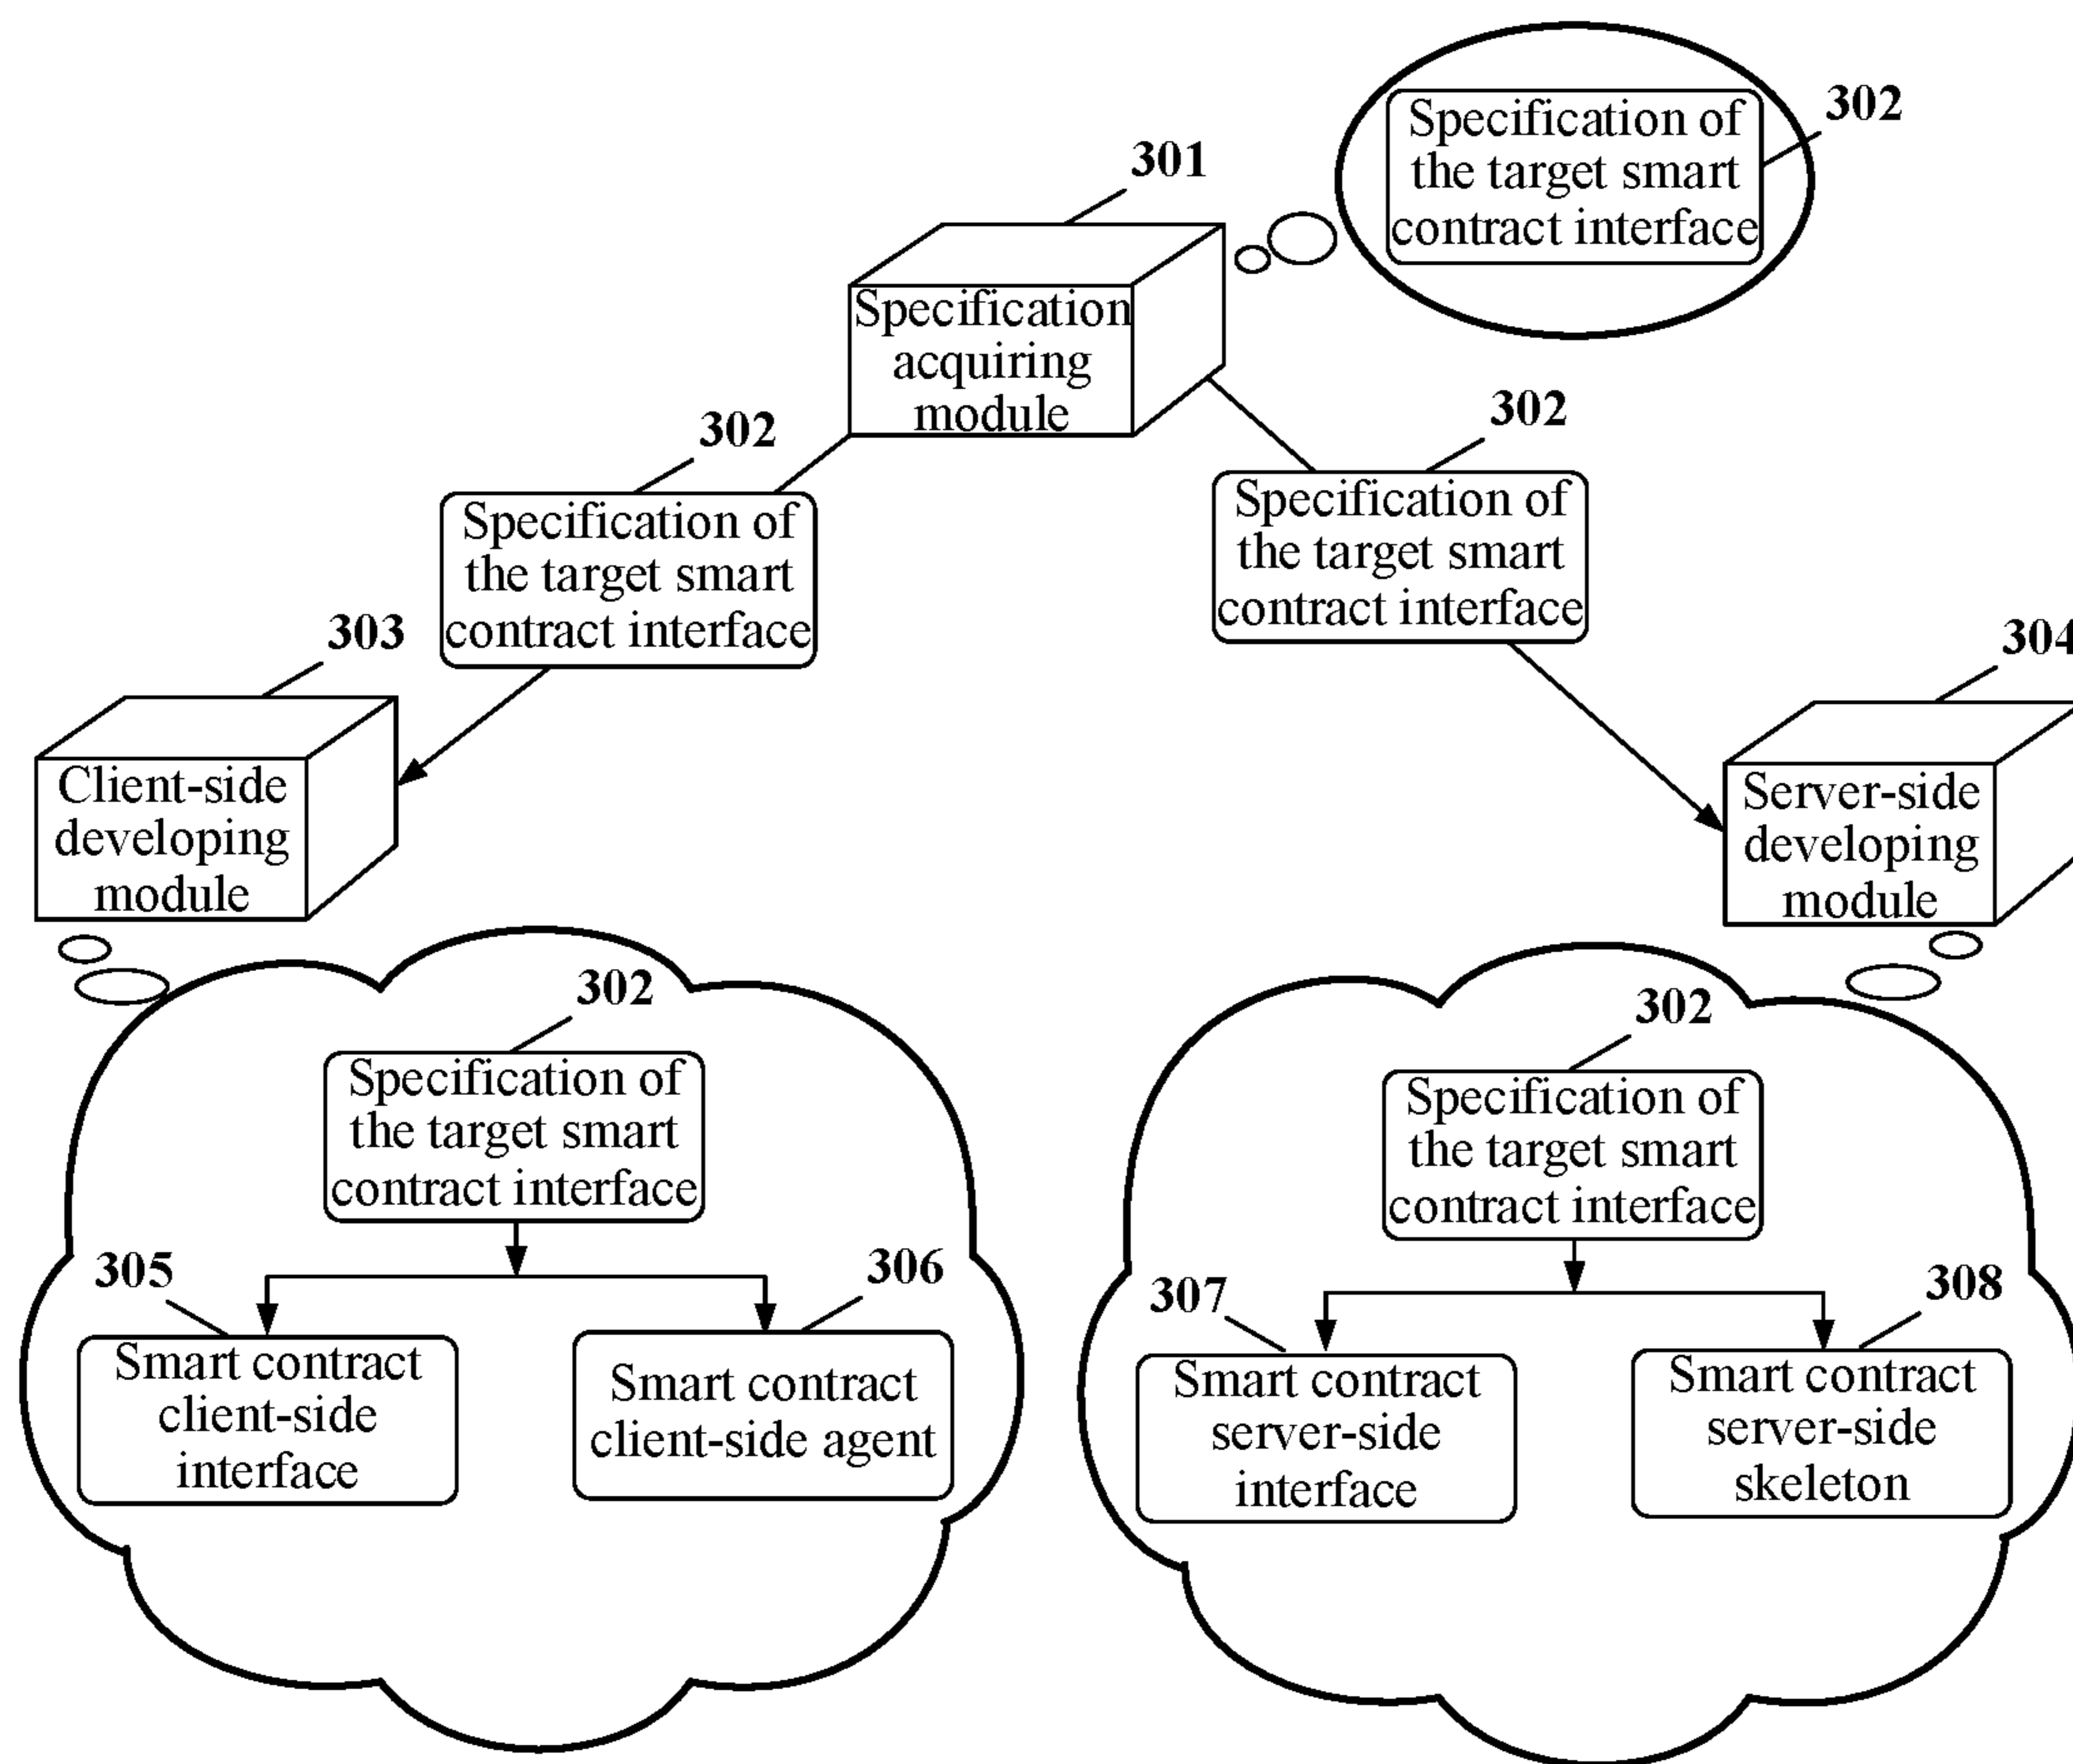 302
Specification of
the target smart
contract interface
301
Specification
acquiring
module
302
Specification of
the target smart
contract interface
302
Specification of
the target smart
contract interface
303
Client-side
developing
module
304
Server-side
developing
module
302
Specification of
the target smart
contract interface
305
Smart contract
client-side
interface
306
Smart contract
client-side agent
302
Specification of
the target smart
contract interface
307
Smart contract
server-side
interface
308
Smart contract
server-side
skeleton